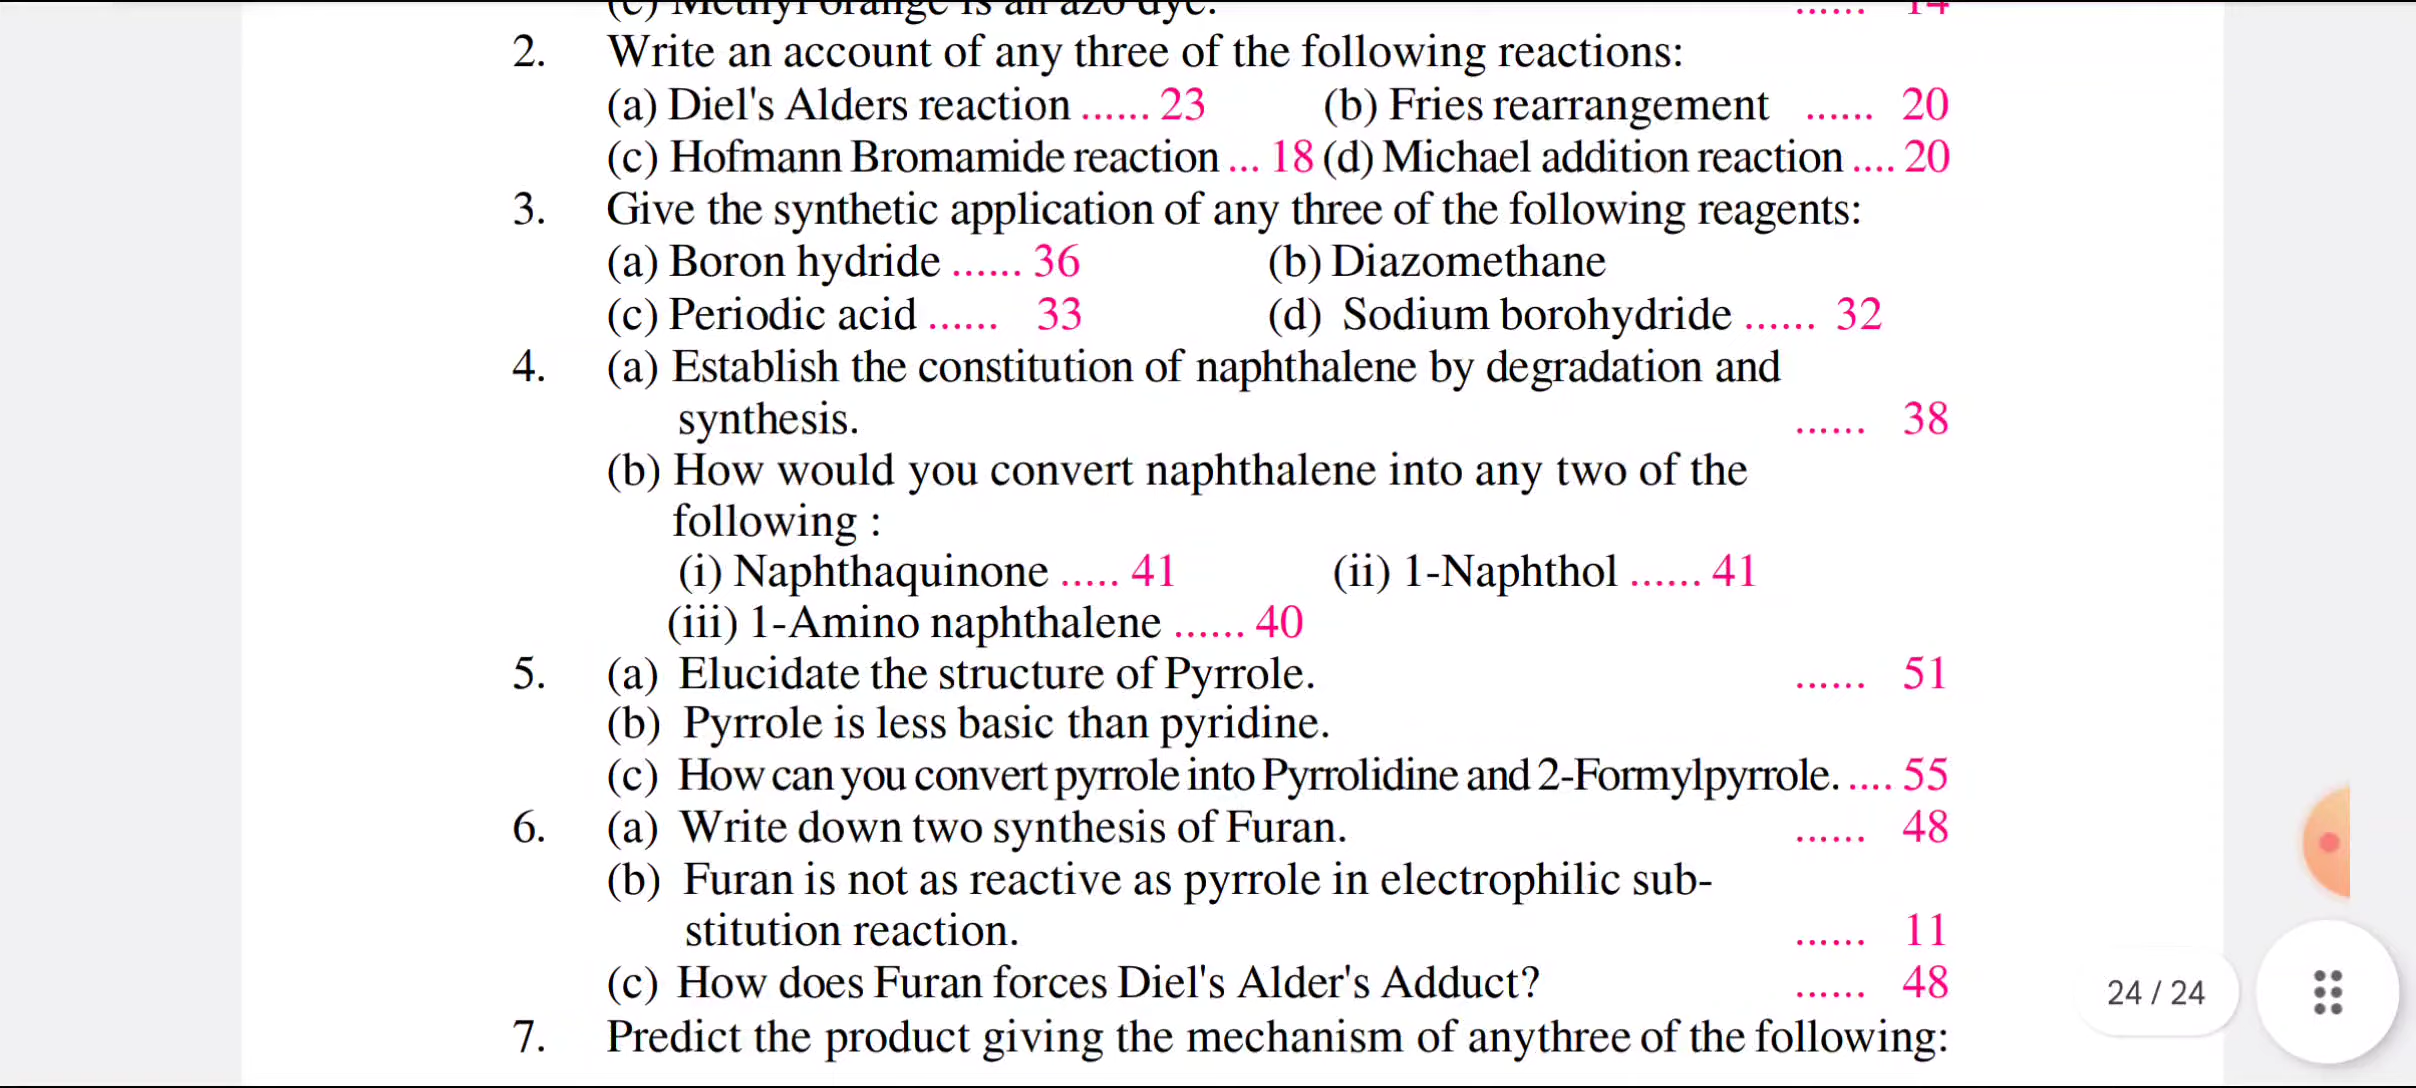 (c) Methyl orange is an azo dye. ...... 14
2. Write an account of any three of the following reactions:
(a) Diel's Alders reaction ...... 23 (b) Fries rearrangement ...... 20
(c) Hofmann Bromamide reaction ... 18 (d) Michael addition reaction .... 20
3. Give the synthetic application of any three of the following reagents:
(a) Boron hydride ...... 36 (b) Diazomethane
(c) Periodic acid ...... 33 (d) Sodium borohydride ...... 32
4. (a) Establish the constitution of naphthalene by degradation and
synthesis. ...... 38
(b) How would you convert naphthalene into any two of the
following :
(i) Naphthaquinone ..... 41 (ii) 1-Naphthol ...... 41
(iii) 1-Amino naphthalene ...... 40
5. (a) Elucidate the structure of Pyrrole. ...... 51
(b) Pyrrole is less basic than pyridine.
(c) How can you convert pyrrole into Pyrrolidine and 2-Formylpyrrole. .... 55
6. (a) Write down two synthesis of Furan. ...... 48
(b) Furan is not as reactive as pyrrole in electrophilic sub-
stitution reaction. ...... 11
(c) How does Furan forces Diel's Alder's Adduct? ...... 48
24 / 24
7. Predict the product giving the mechanism of anythree of the following: